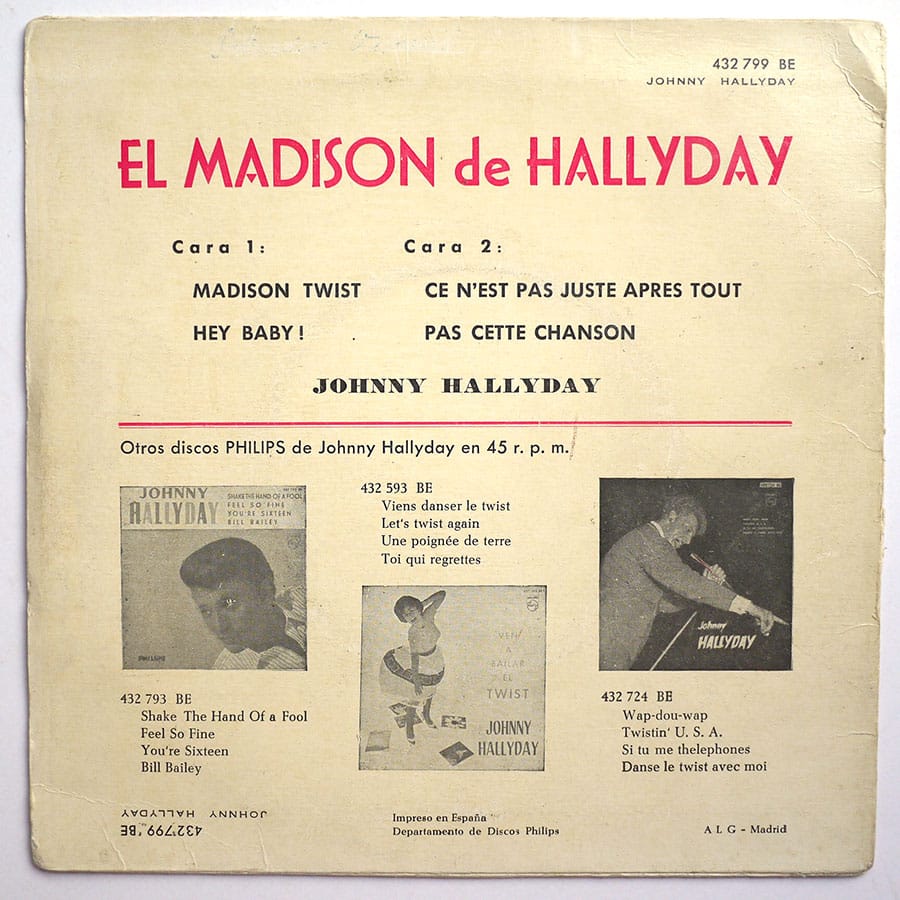 432 799 BE
JOHNNY HALLYDAY
EL MADISON de HALLYDAY
Cara 1:
MADISON TWIST
HEY BABY!
Cara 2:
CE N'EST PAS JUSTE APRES TOUT
PAS CETTE CHANSON
JOHNNY HALLYDAY
Otros discos PHILIPS de Johnny Hallyday en 45 r. p. m.
JOHNNY
HALLYDAY
SHAKE THE HAND OF A FOOL
FEEL SO FINE
YOU'RE SIXTEEN
BILL BAILEY
PHILIPS
432 793 BE
Shake The Hand Of a Fool
Feel So Fine
You're Sixteen
Bill Bailey
432 593 BE
Viens danser le twist
Let's twist again
Une poignée de terre
Toi qui regrettes
VEN
A
BAILAR
EL
TWIST
JOHNNY
HALLYDAY
Johnny
HALLYDAY
432 724 BE
Wap-dou-wap
Twistin' U. S. A.
Si tu me thelephones
Danse le twist avec moi
JOHNNY HALLYDAY
432 799 BE
Impreso en España
Departamento de Discos Philips
A L G - Madrid